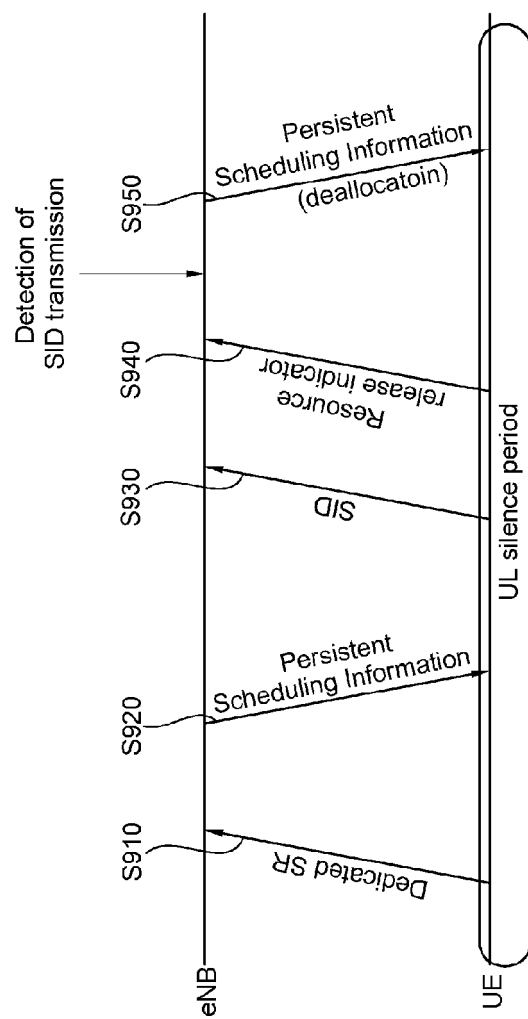 Detection of
SID transmission
S910
S920
S930
S940
S950
eNB
Dedicated SR
Persistent
Scheduling Information
SID
Resource
release indicator
Persistent
Scheduling Information
(deallocatoin)
UE
UL silence period